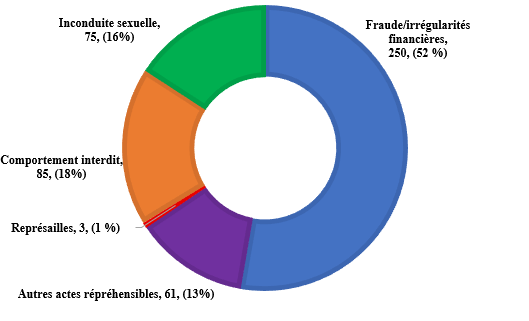 Inconduite sexuelle,
75, (16%)
Fraude/irrégularités
financières,
250, (52 %)
Comportement interdit,
85, (18%)
Représailles, 3, (1 %)
Autres actes répréhensibles, 61, (13%)